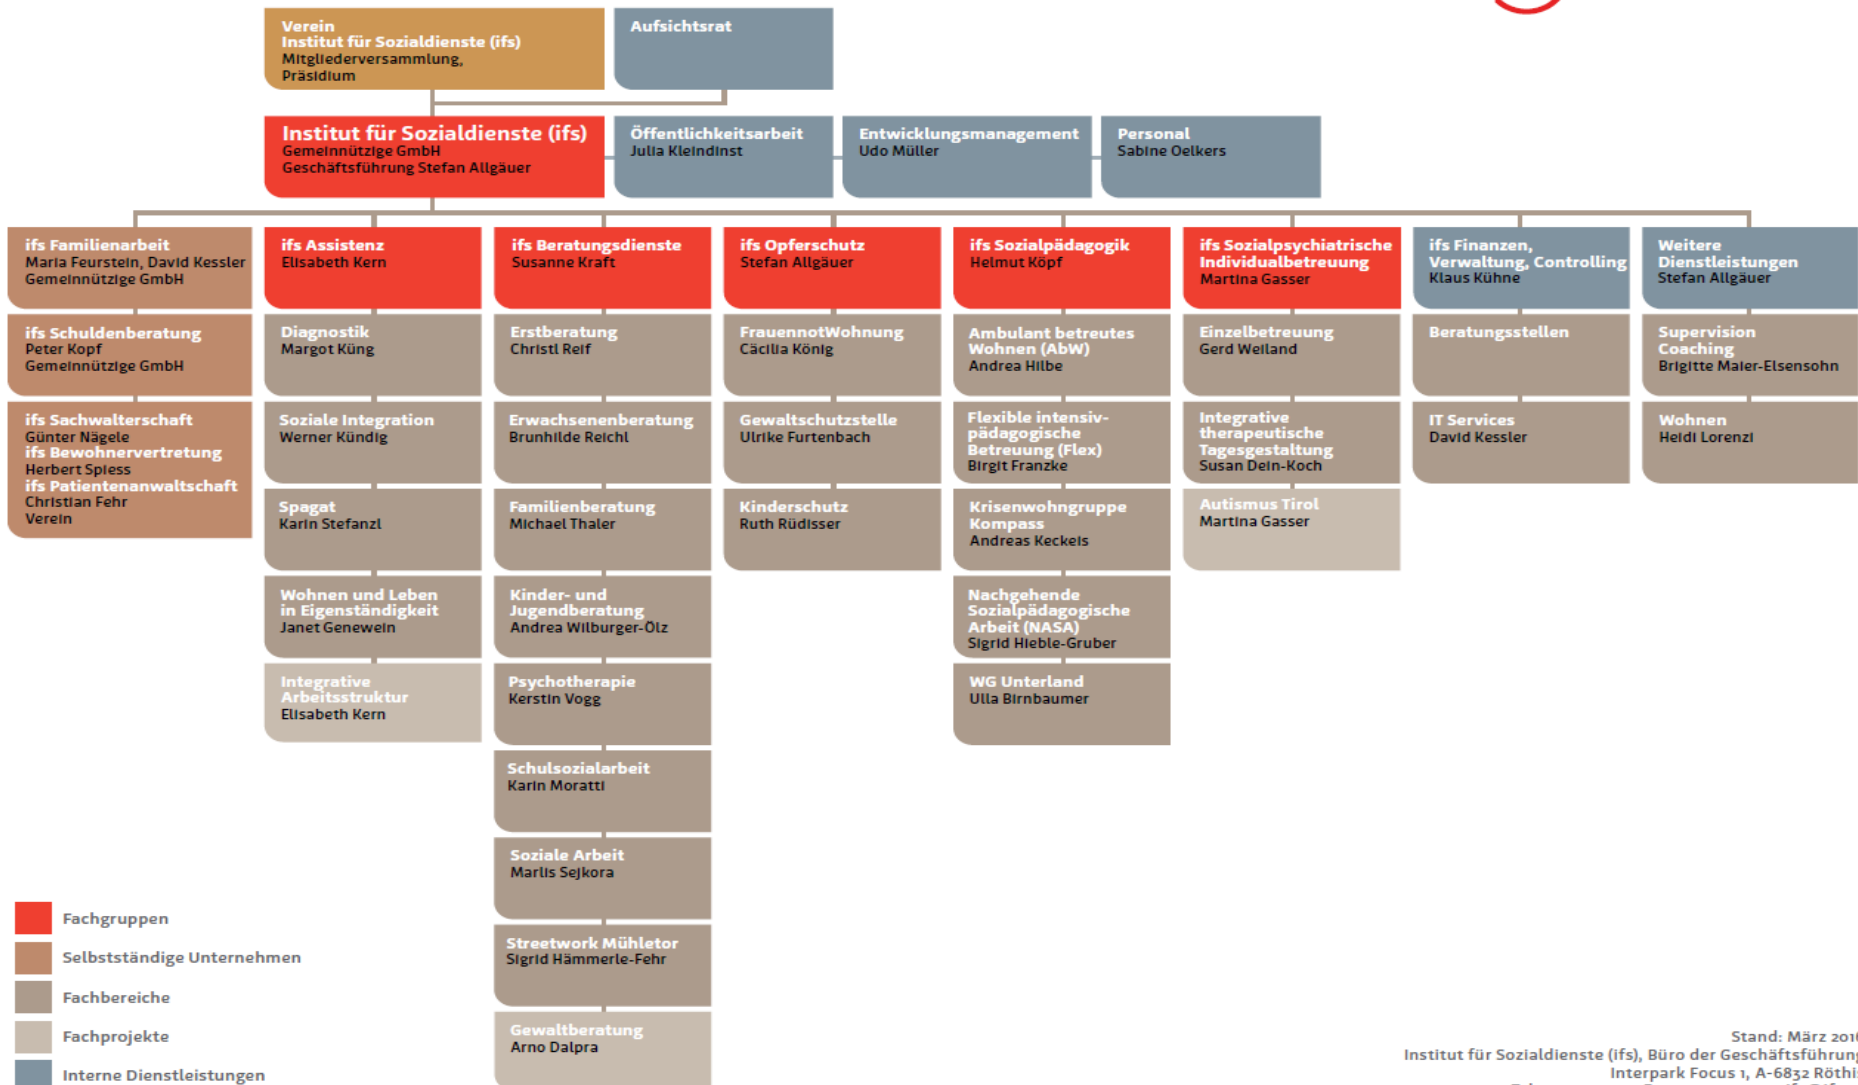 Verein
Institut für Sozialdienste (ifs)
Mitgliederversammlung,
Präsidium
Aufsichtsrat
Institut für Sozialdienste (ifs)
Gemeinnützige GmbH
Geschäftsführung Stefan Allgäuer
Öffentlichkeitsarbeit
Julia Kleindinst
Entwicklungsmanagement
Udo Müller
Personal
Sabine Oelkers
ifs Familienarbeit
Maria Feurstein, David Kessler
Gemeinnützige GmbH
ifs Schuldenberatung
Peter Kopf
Gemeinnützige GmbH
ifs Sachwalterschaft
Günter Nägele
ifs Bewohnervertretung
Herbert Spiess
ifs Patientenanwaltschaft
Christian Fehr
Verein
ifs Assistenz
Elisabeth Kern
Diagnostik
Margot Küng
Soziale Integration
Werner Kündig
Spagat
Karin Stefanzl
Wohnen und Leben
in Eigenständigkeit
Janet Genewein
Integrative
Arbeitsstruktur
Elisabeth Kern
ifs Beratungsdienste
Susanne Kraft
Erstberatung
Christl Reif
Erwachsenenberatung
Brunhilde Reichl
Familienberatung
Michael Thaler
Kinder- und
Jugendberatung
Andrea Wilburger-Ölz
Psychotherapie
Kerstin Vogg
Schulsozialarbeit
Karin Moratti
Soziale Arbeit
Marlis Sejkora
Streetwork Mühletor
Sigrid Hämmerle-Fehr
Gewaltberatung
Arno Dalpra
ifs Opferschutz
Stefan Allgäuer
FrauennotWohnung
Cäcilia König
Gewaltschutzstelle
Ulrike Furtenbach
Kinderschutz
Ruth Rüdisser
ifs Sozialpädagogik
Helmut Köpf
Ambulant betreutes
Wohnen (AbW)
Andrea Hilbe
Flexible intensiv-
pädagogische
Betreuung (Flex)
Birgit Franzke
Krisenwohngruppe
Kompass
Andreas Keckeis
Nachgehende
Sozialpädagogische
Arbeit (NASA)
Sigrid Hieble-Gruber
WG Unterland
Ulla Birnbaumer
ifs Sozialpsychiatrische
Individualbetreuung
Martina Gasser
Einzelbetreuung
Gerd Weiland
Integrative
therapeutische
Tagesgestaltung
Susan Dein-Koch
Autismus Tirol
Martina Gasser
ifs Finanzen,
Verwaltung, Controlling
Klaus Kühne
Beratungsstellen
IT Services
David Kessler
Weitere
Dienstleistungen
Stefan Allgäuer
Supervision
Coaching
Brigitte Maier-Elsensohn
Wohnen
Heidi Lorenzi
Fachgruppen
Selbstständige Unternehmen
Fachbereiche
Fachprojekte
Interne Dienstleistungen
Stand: März 2016
Institut für Sozialdienste (ifs), Büro der Geschäftsführung
Interpark Focus 1, A-6832 Röthis